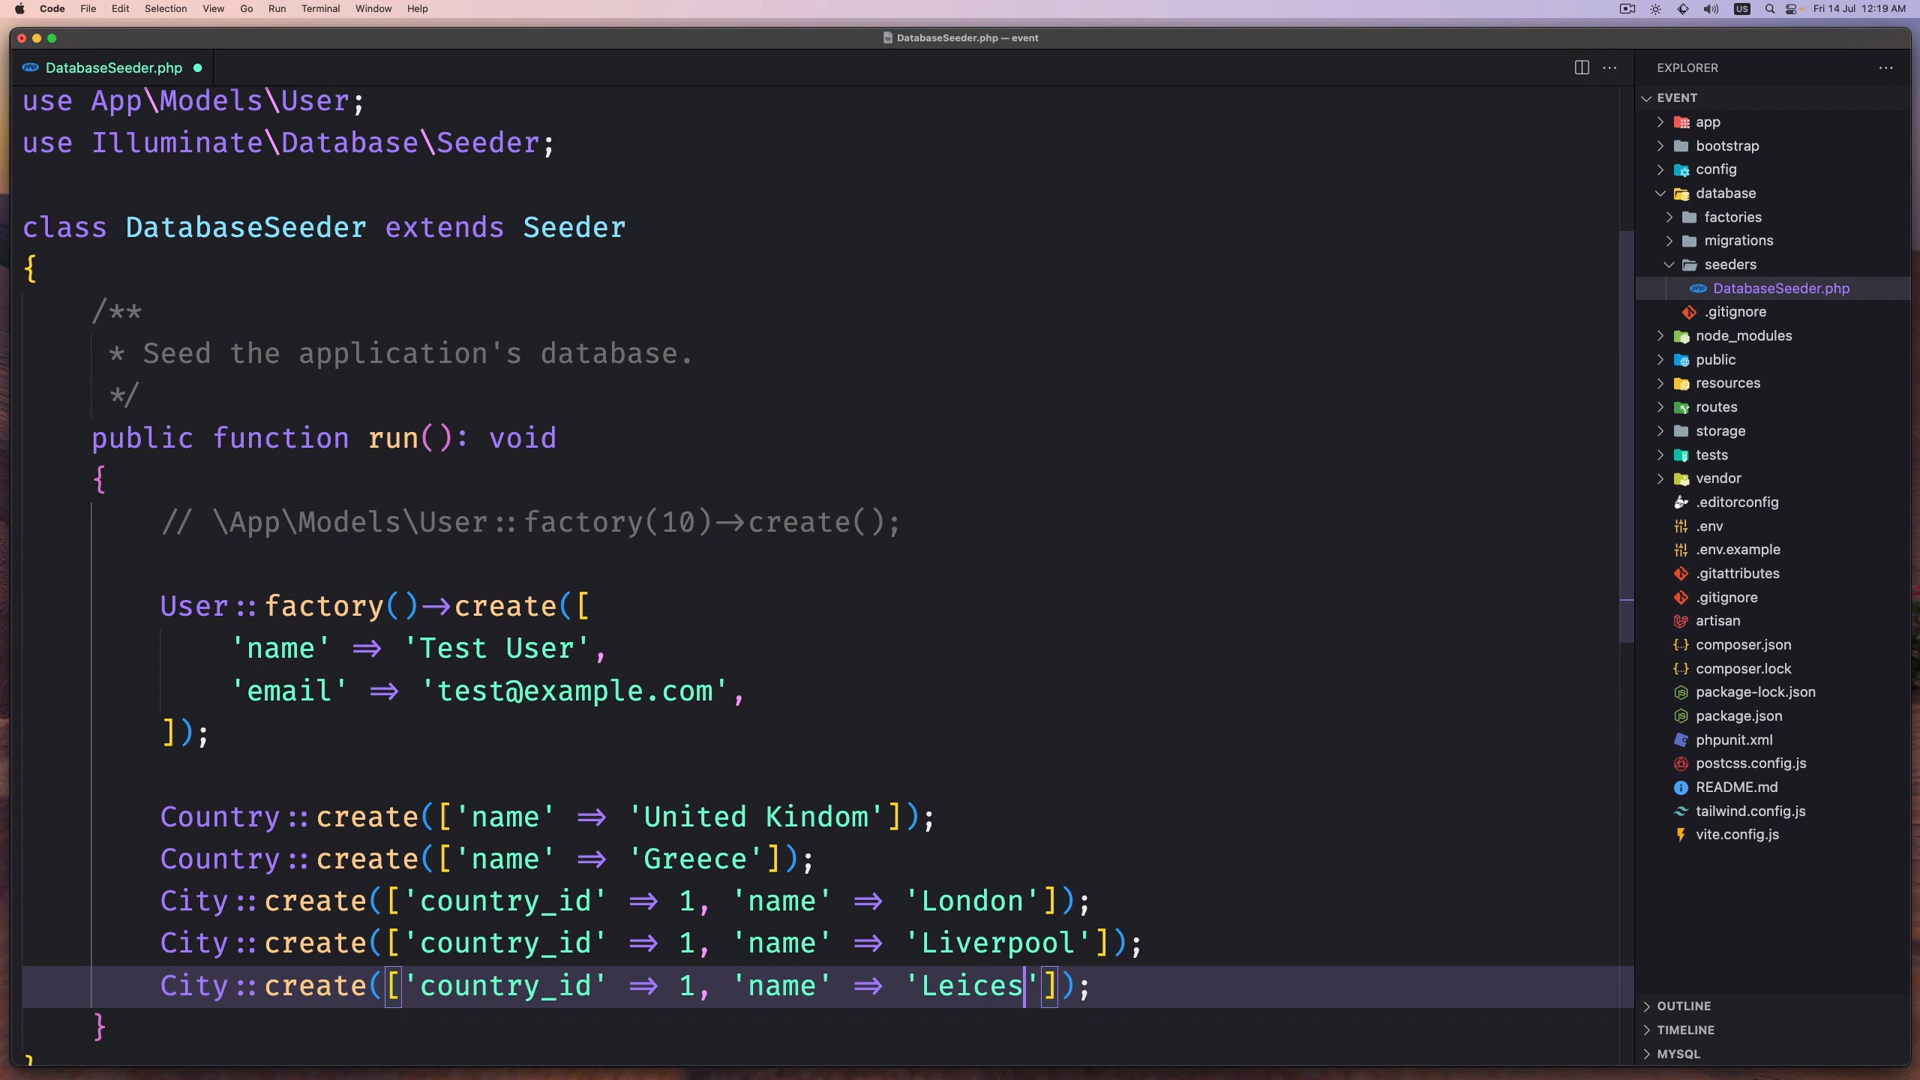 Code File Edit Selection View Go Run Terminal Window Help US Fri 14 Jul 12:19 AM
DatabaseSeeder.php — event
DatabaseSeeder.php
use App\Models\User;
use Illuminate\Database\Seeder;
class DatabaseSeeder extends Seeder
{
/**
* Seed the application's database.
*/
public function run(): void
{
// \App\Models\User::factory(10)->create();
User::factory()->create([
'name' => 'Test User',
'email' => 'test@example.com',
]);
Country::create(['name' => 'United Kindom']);
Country::create(['name' => 'Greece']);
City::create(['country_id' => 1, 'name' => 'London']);
City::create(['country_id' => 1, 'name' => 'Liverpool']);
City::create(['country_id' => 1, 'name' => 'Leices']);
}
}
EXPLORER
EVENT
app
bootstrap
config
database
factories
migrations
seeders
php DatabaseSeeder.php
.gitignore
node_modules
public
resources
routes
storage
tests
vendor
.editorconfig
.env
.env.example
.gitattributes
.gitignore
artisan
composer.json
composer.lock
package-lock.json
package.json
phpunit.xml
postcss.config.js
README.md
tailwind.config.js
vite.config.js
OUTLINE
TIMELINE
MYSQL